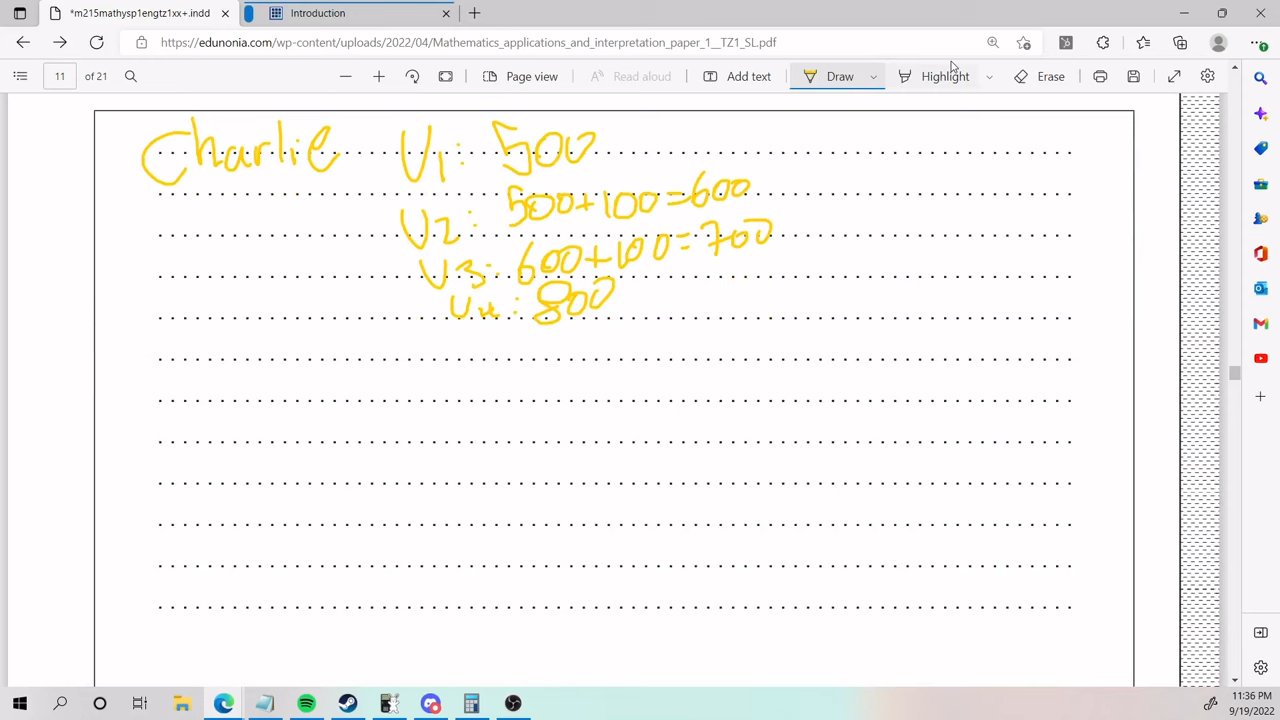 *m215mathysp1engtz1xx+.indd
Introduction
https://edunonia.com/wp-content/uploads/2022/04/Mathematics_applications_and_interpretation_paper_1__TZ1_SL.pdf
11 of 21
Page view
Read aloud
Add text
Draw
Highlight
Erase
Charlie U1: 500
U2: 500+100=600
U3: 600+100=700
U : 800
11:36 PM
9/19/2022